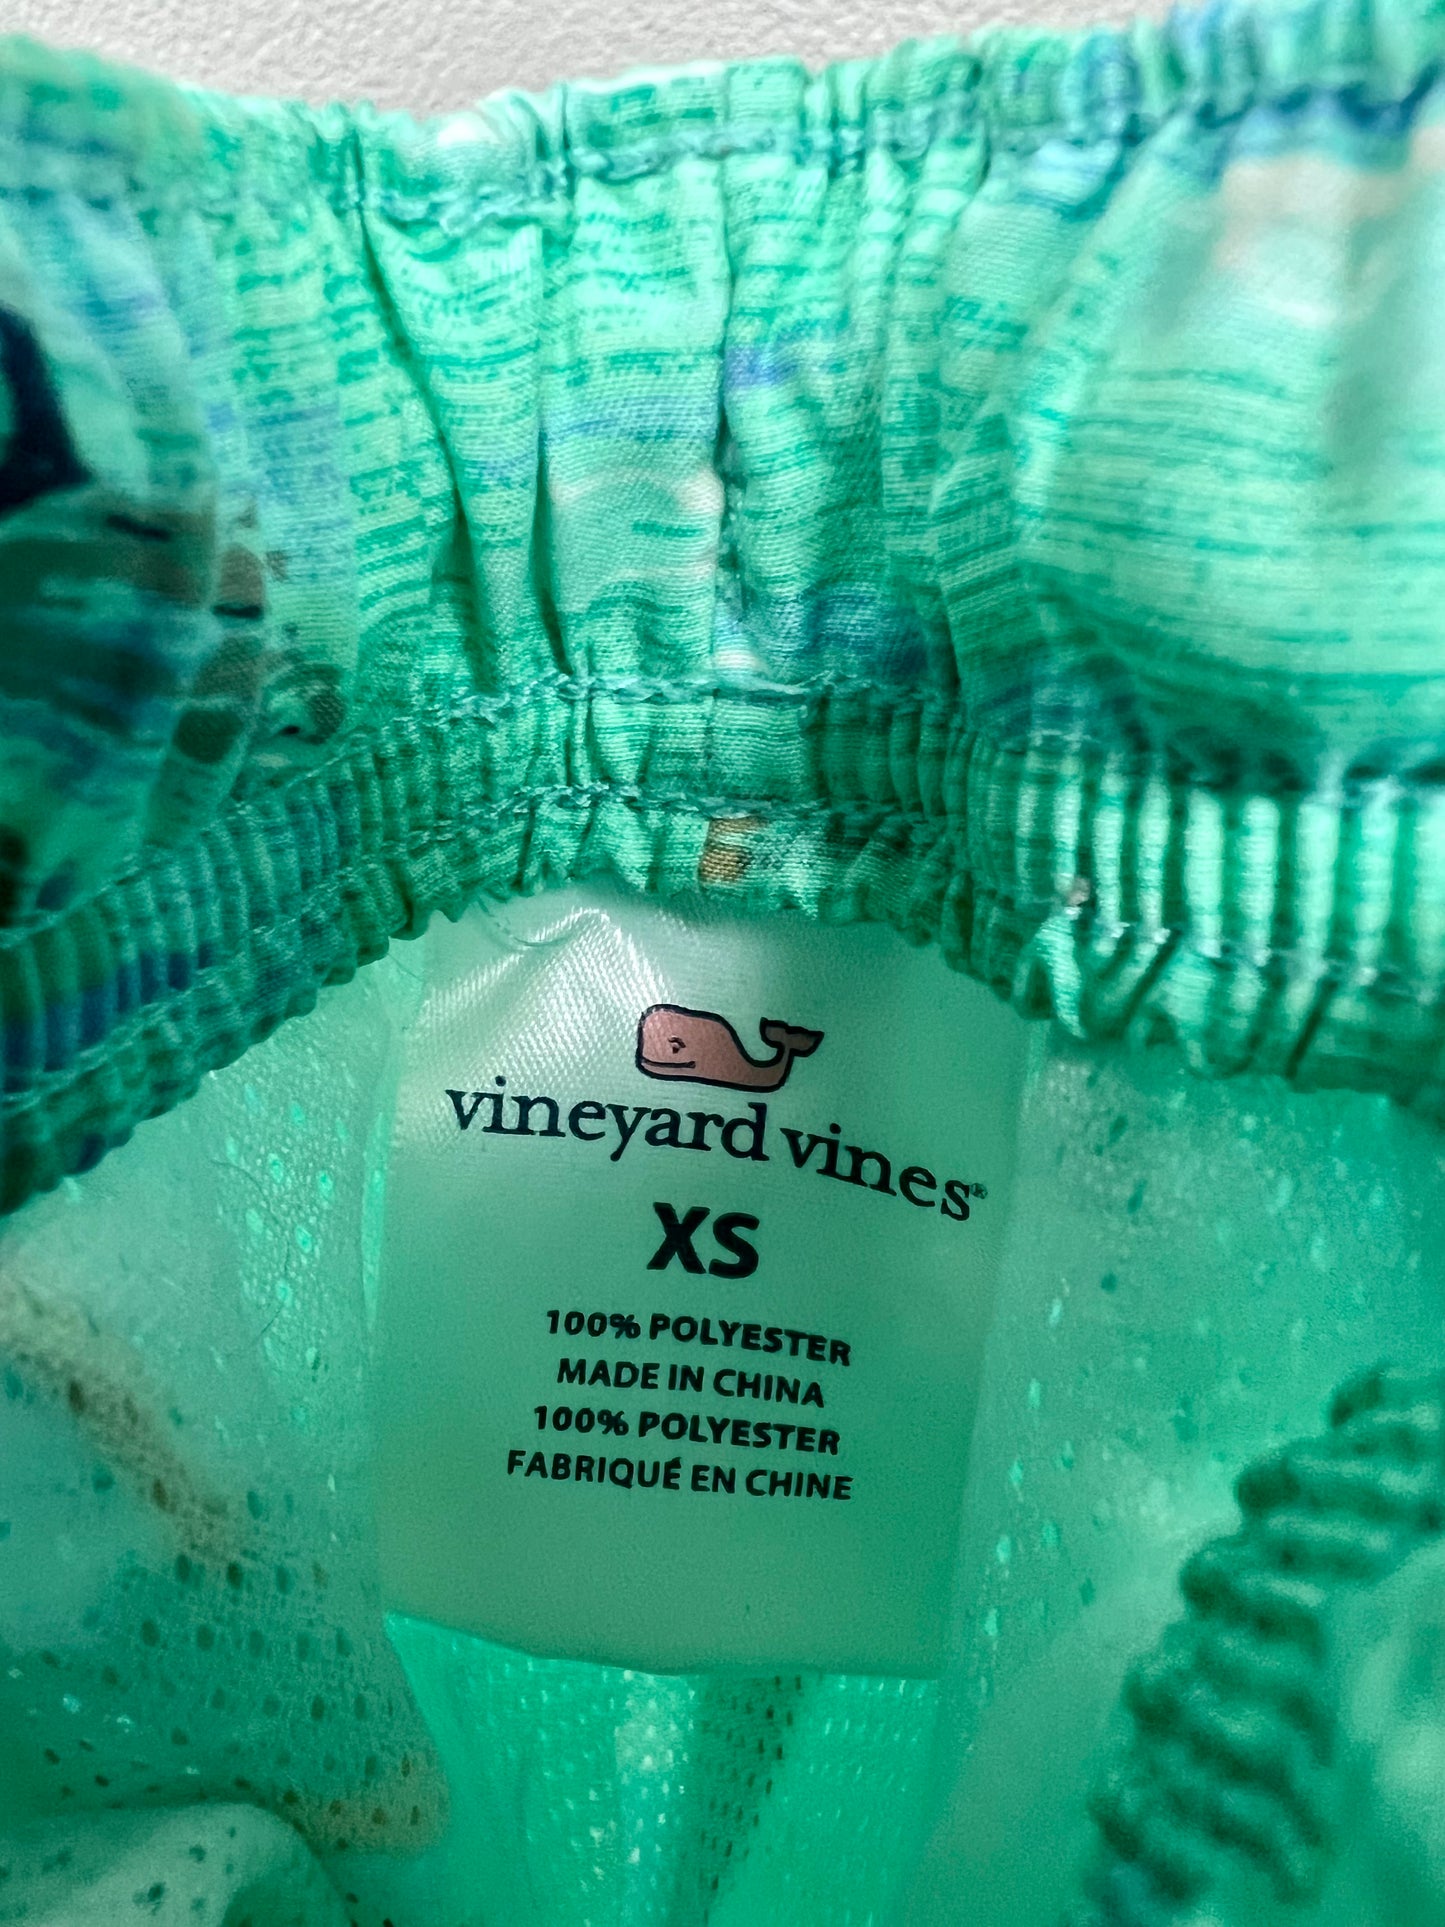 vineyard vines®
XS
100% POLYESTER
MADE IN CHINA
100% POLYESTER
FABRIQUÉ EN CHINE